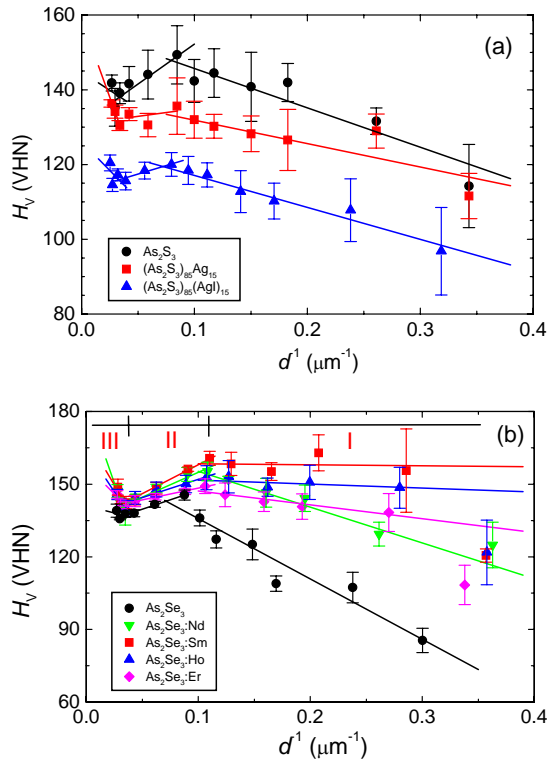 (a)
160
140
120
100
80
H_V (VHN)
As₂S₃
(As₂S₃)₈₅Ag₁₅
(As₂S₃)₈₅(AgI)₁₅
0.0 0.1 0.2 0.3 0.4
d⁻¹ (μm⁻¹)
(b)
180
150
120
90
60
H_V (VHN)
III II I
As₂Se₃
As₂Se₃:Nd
As₂Se₃:Sm
As₂Se₃:Ho
As₂Se₃:Er
0.0 0.1 0.2 0.3 0.4
d⁻¹ (μm⁻¹)